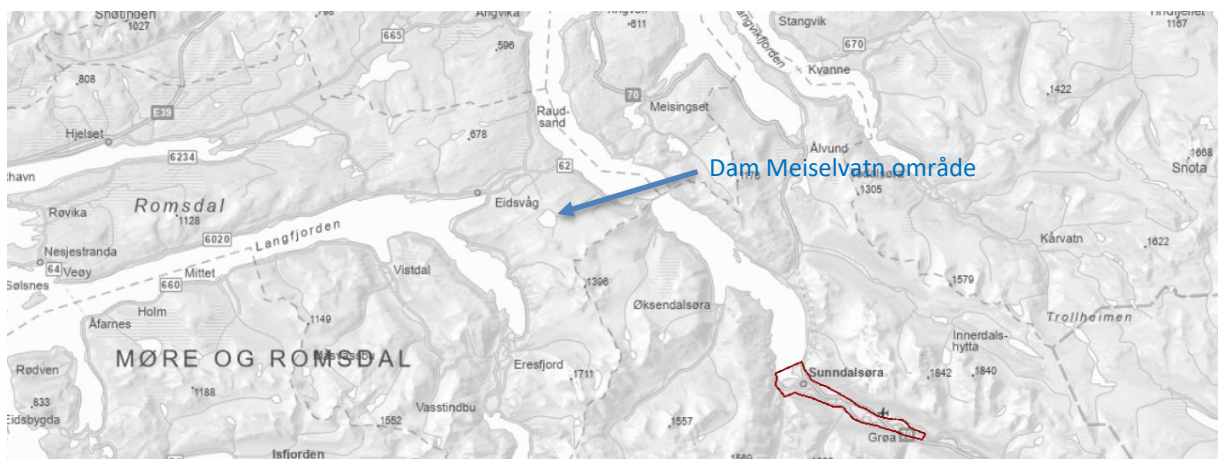 Snøtinden
1027
Angvika
665
596
611
Stangvik
670
1167
Kvanne
808
E39
Hjelset
Raud-
sand
70
Meisingset
1422
678
Ålvund
6234
62
Dam Meiselvatn område
1668
Snota
1305
Eidsvåg
Røvika
Romsdal
1128
6020
Langfjorden
Kårvatn
1622
Nesjestranda
64
Veøy
Mittet
Vistdal
1579
Sølsnes
660
1396
Øksendalsøra
Trollheimen
Holm
Åfarnes
1149
Innerdals-
hytta
MØRE OG ROMSDAL
Eresfjord
1711
Sunndalsøra
1842
1840
Rødven
1188
833
Vasstindbu
1552
1557
Grøa
Eidsbygda
Isfjorden
1569